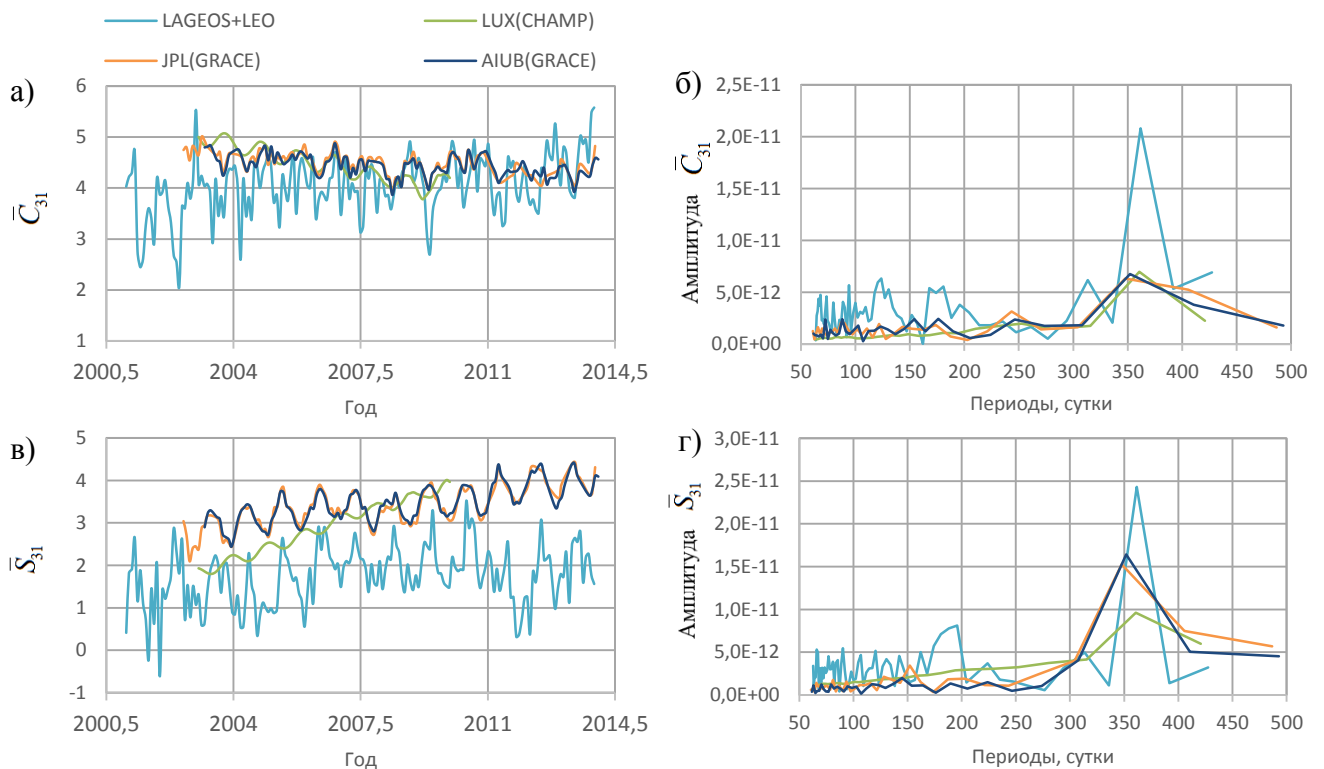 LAGEOS+LEO
LUX(CHAMP)
JPL(GRACE)
AIUB(GRACE)
а)
C̅31
6
5
4
3
2
1
2000,5
2004
2007,5
2011
2014,5
Год
б)
Амплитуда C̅31
2,5E-11
2,0E-11
1,5E-11
1,0E-11
5,0E-12
0,0E+00
50
100
150
200
250
300
350
400
450
500
Периоды, сутки
в)
S̅31
5
4
3
2
1
0
-1
2000,5
2004
2007,5
2011
2014,5
Год
г)
Амплитуда S̅31
3,0E-11
2,5E-11
2,0E-11
1,5E-11
1,0E-11
5,0E-12
0,0E+00
50
100
150
200
250
300
350
400
450
500
Периоды, сутки